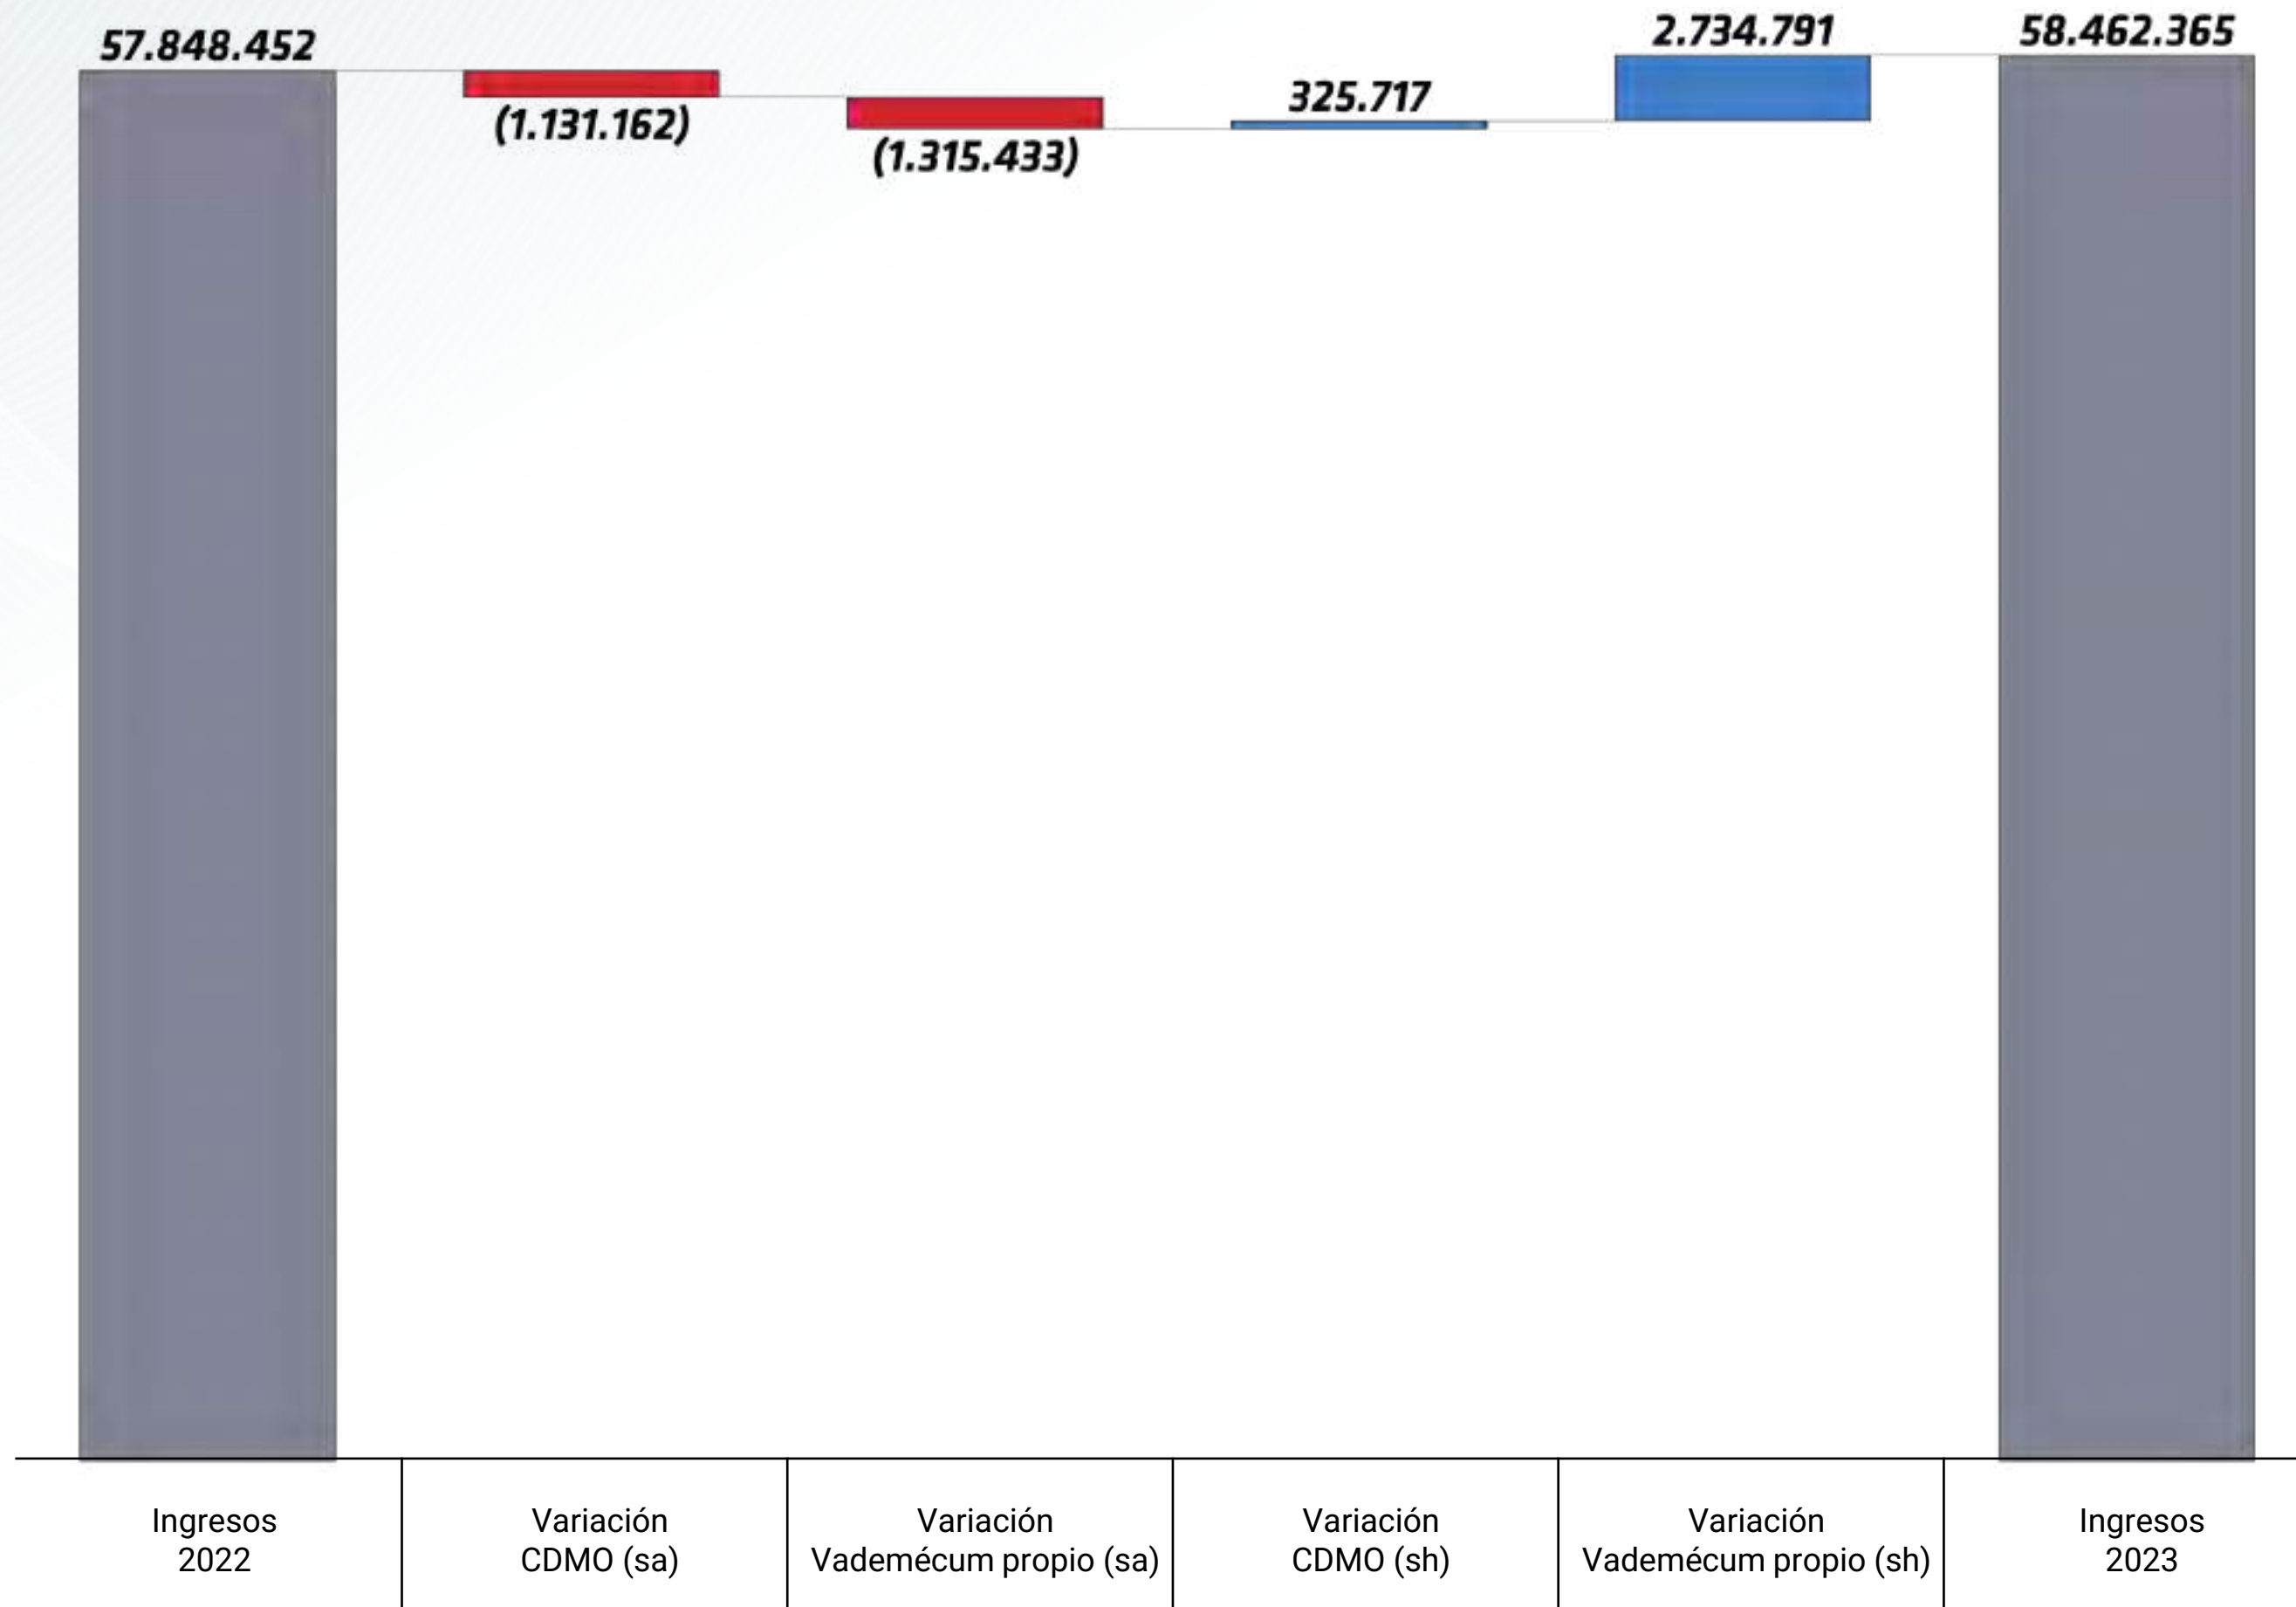 57.848.452
(1.131.162)
(1.315.433)
325.717
2.734.791
58.462.365
Ingresos
2022
Variación
CDMO (sa)
Variación
Vademécum propio (sa)
Variación
CDMO (sh)
Variación
Vademécum propio (sh)
Ingresos
2023